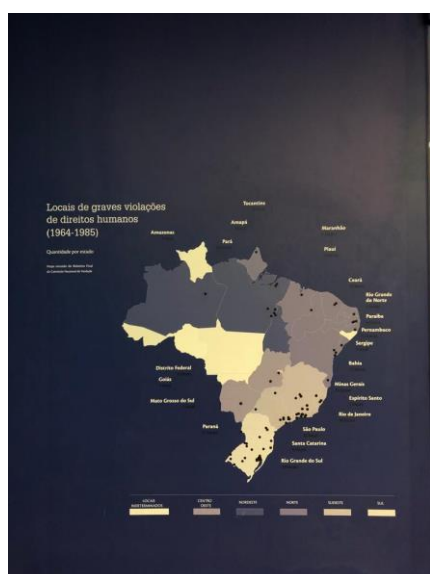 Locais de graves violações
de direitos humanos
(1964-1985)
Quantidade por estado
Tocantins
Amapá
Amazonas
Pará
Maranhão
Piauí
Ceará
Rio Grande
do Norte
Paraíba
Pernambuco
Sergipe
Bahia
Distrito Federal
Goiás
Minas Gerais
Espírito Santo
Mato Grosso do Sul
Rio de Janeiro
Paraná
São Paulo
Santa Catarina
Rio Grande do Sul
LOCAIS
INDETERMINADOS
CENTRO
OESTE
NORDESTE
NORTE
SUDESTE
SUL